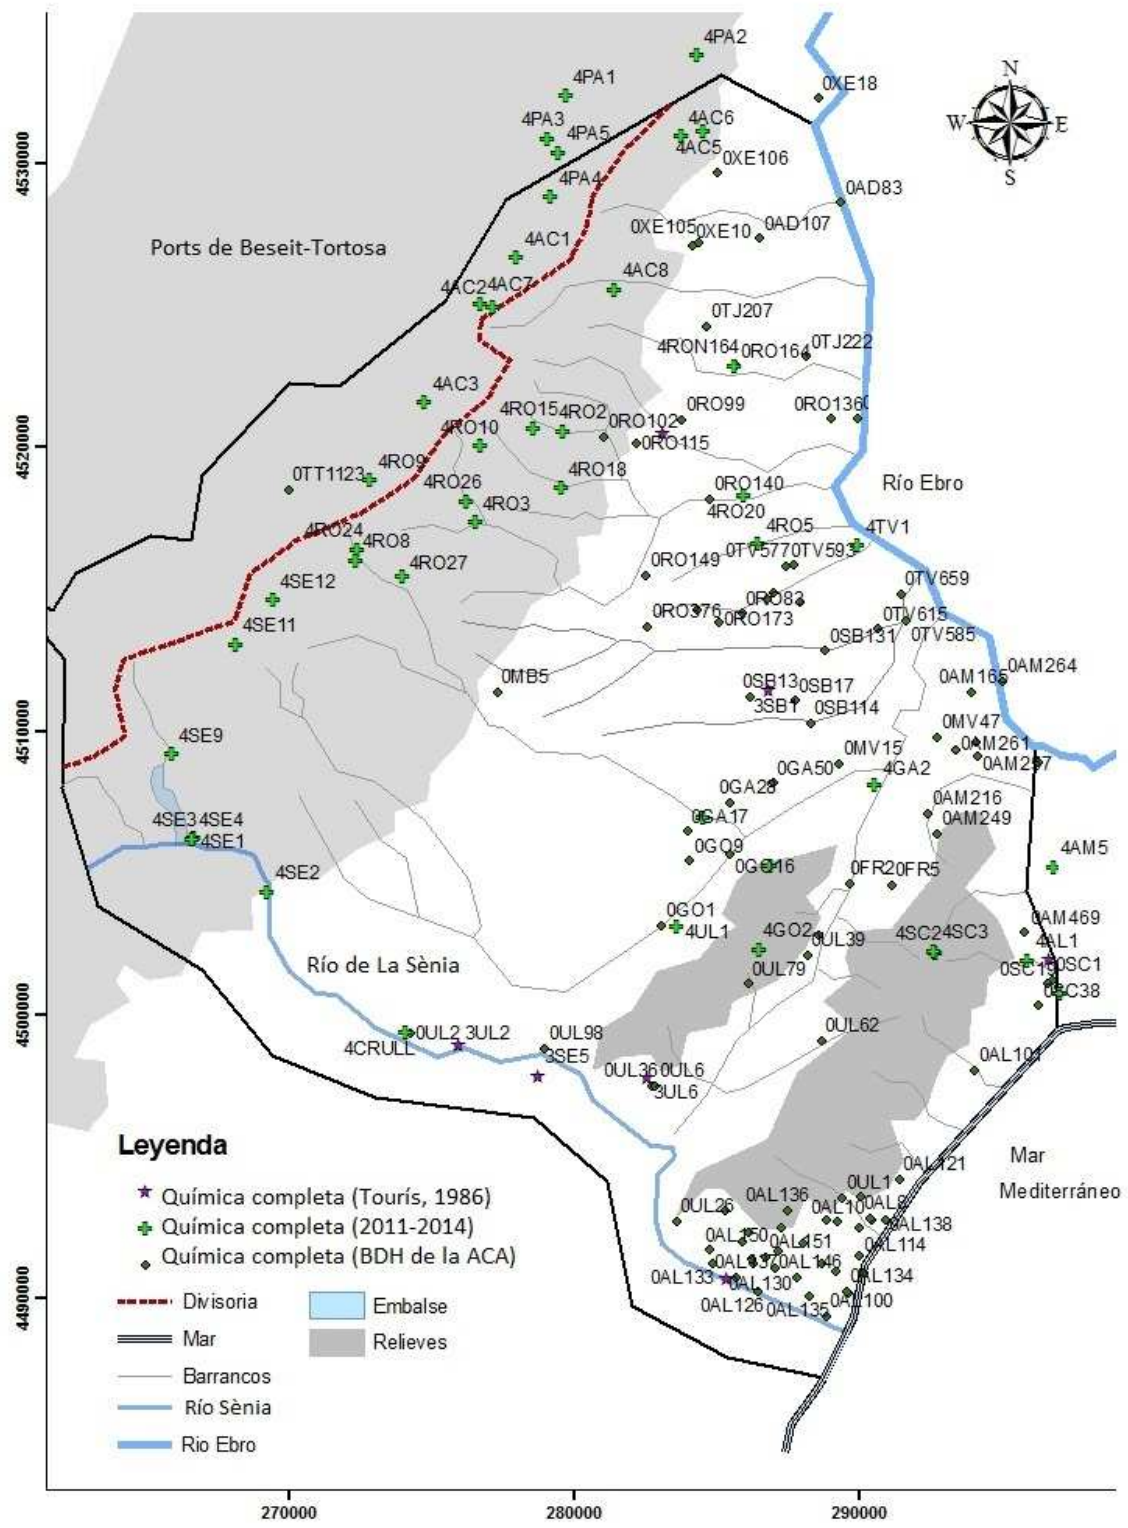 4PA2
4PA1
0XE18
N
W
E
S
4PA3
4PA5
4AC6
4AC5
4530000
0XE106
4PA4
0AD83
Ports de Beseit-Tortosa
0XE105
0XE10
0AD107
4AC1
4AC8
4AC2
4AC7
0TJ207
4RON164
0RO164
0TJ222
4AC3
4RO15
4RO2
0RO99
0RO136
4520000
4RO10
0RO102
0RO115
0TT1123
4RO9
4RO26
4RO18
4RO3
0RO140
4RO20
Río Ebro
4RO24
4RO8
4RO5
4TV1
4RO27
0RO149
0TV577
0TV593
4SE12
0TV659
0RO376
0RO83
0RO173
0TV615
0TV585
4SE11
0SB131
0MB5
0SB13
0SB17
3SB1
0SB114
0AM165
0AM264
4510000
4SE9
0MV15
0MV47
0AM261
0AM257
0GA50
4GA2
0GA28
0GA17
0AM216
0AM249
4SE3
4SE4
4SE1
0GO9
0GO16
4AM5
4SE2
0FR2
0FR5
0GO1
4UL1
4GO2
0UL39
4SC2
4SC3
0AM469
4AL1
0SC1
Río de La Sènia
0UL79
4500000
0UL2
3UL2
4CRULL
0UL98
3SE5
0UL62
0AL101
0UL36
0UL6
3UL6
Leyenda
Mar
Mediterráneo
Química completa (Tourís, 1986)
Química completa (2011-2014)
Química completa (BDH de la ACA)
0AL121
0UL1
0UL26
0AL136
0AL10
0AL8
0AL138
0AL150
0AL151
0AL114
0AL137
0AL146
0AL133
0AL130
0AL134
0AL126
0AL135
0AL100
4490000
Divisoria
Embalse
Mar
Relieves
Barrancos
Río Sènia
Rio Ebro
270000
280000
290000